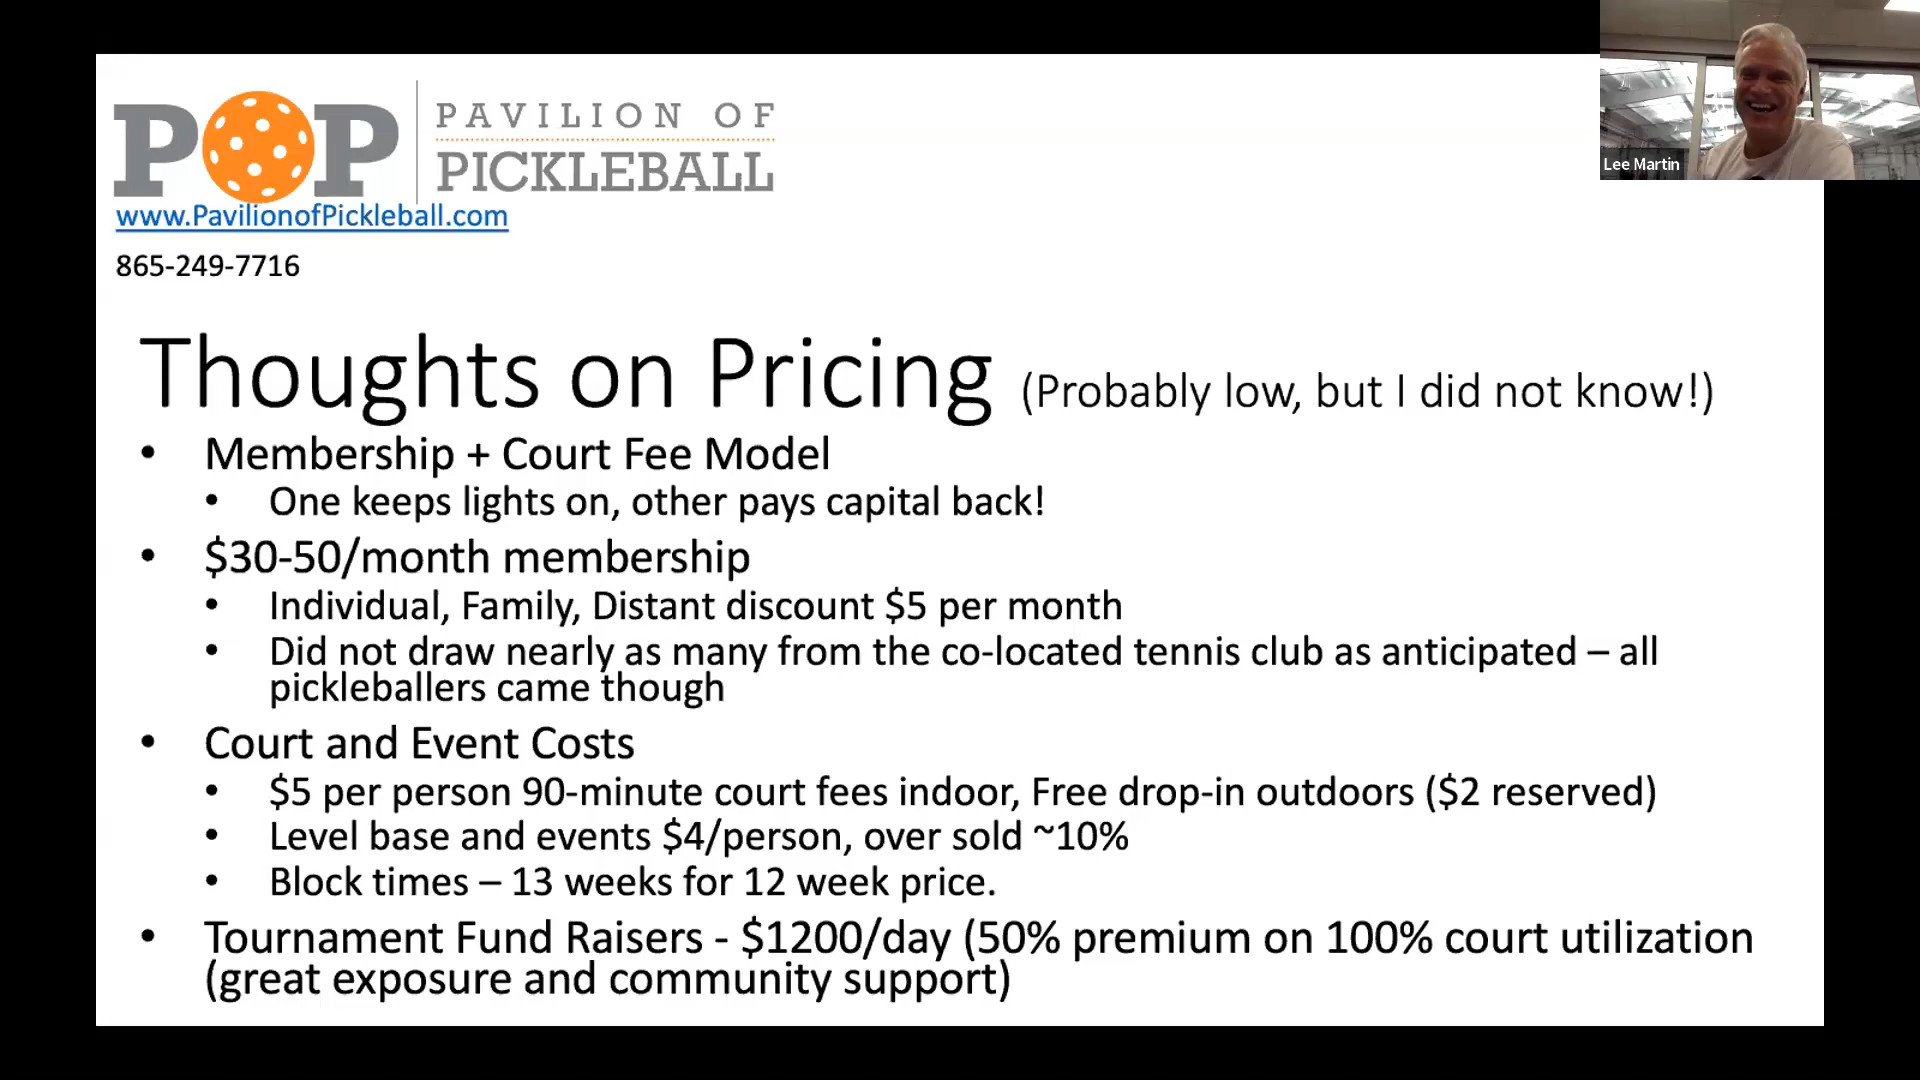 POP PAVILION OF
PICKLEBALL
www.PavilionofPickleball.com
865-249-7716
Lee Martin
Thoughts on Pricing (Probably low, but I did not know!)
• Membership + Court Fee Model
• One keeps lights on, other pays capital back!
• $30-50/month membership
• Individual, Family, Distant discount $5 per month
• Did not draw nearly as many from the co-located tennis club as anticipated – all
pickleballers came though
• Court and Event Costs
• $5 per person 90-minute court fees indoor, Free drop-in outdoors ($2 reserved)
• Level base and events $4/person, over sold ~10%
• Block times – 13 weeks for 12 week price.
• Tournament Fund Raisers - $1200/day (50% premium on 100% court utilization
(great exposure and community support)